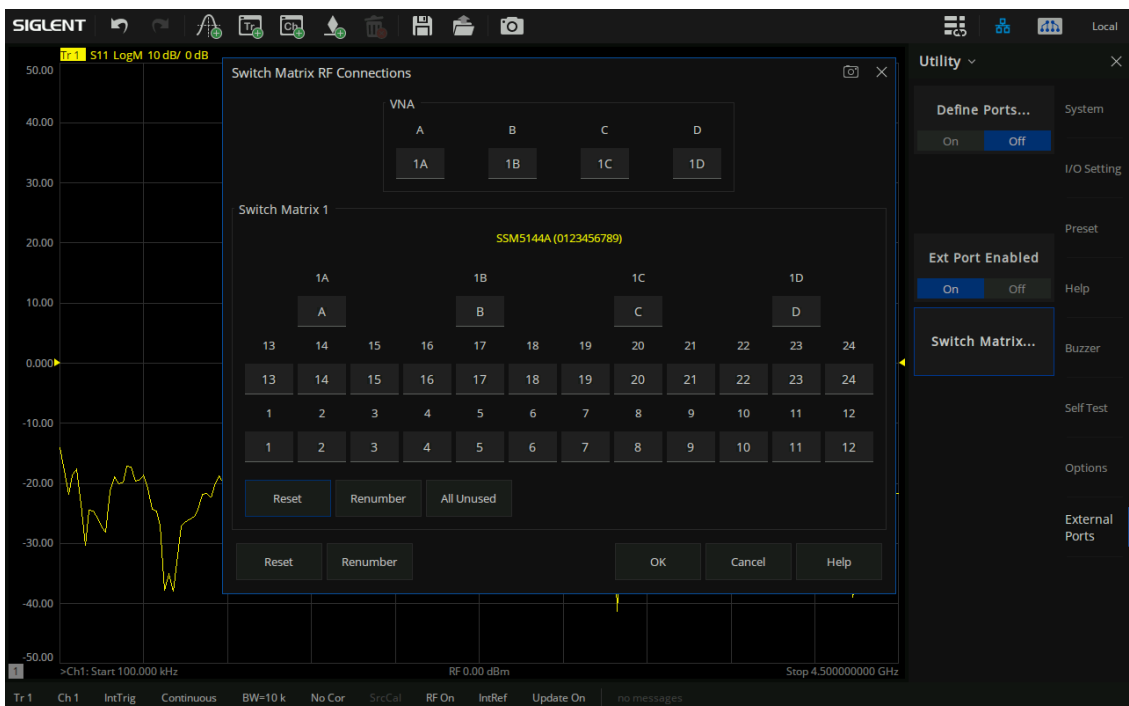 SIGLENT Tr Ch Local
Tr 1 S11 LogM 10 dB/ 0 dB
50.00
40.00
30.00
20.00
10.00
0.000
-10.00
-20.00
-30.00
-40.00
-50.00
Switch Matrix RF Connections
VNA
A B C D
1A 1B 1C 1D
Switch Matrix 1
SSM5144A (0123456789)
1A 1B 1C 1D
A B C D
13 14 15 16 17 18 19 20 21 22 23 24
13 14 15 16 17 18 19 20 21 22 23 24
1 2 3 4 5 6 7 8 9 10 11 12
1 2 3 4 5 6 7 8 9 10 11 12
Reset Renumber All Unused
Reset Renumber OK Cancel Help
Utility
Define Ports...
On Off
Ext Port Enabled
On Off
Switch Matrix...
System
I/O Setting
Preset
Help
Buzzer
Self Test
Options
External
Ports
1 >Ch1: Start 100.000 kHz RF 0.00 dBm Stop 4.500000000 GHz
Tr 1 Ch 1 IntTrig Continuous BW=10 k No Cor SrcCal RF On IntRef Update On no messages